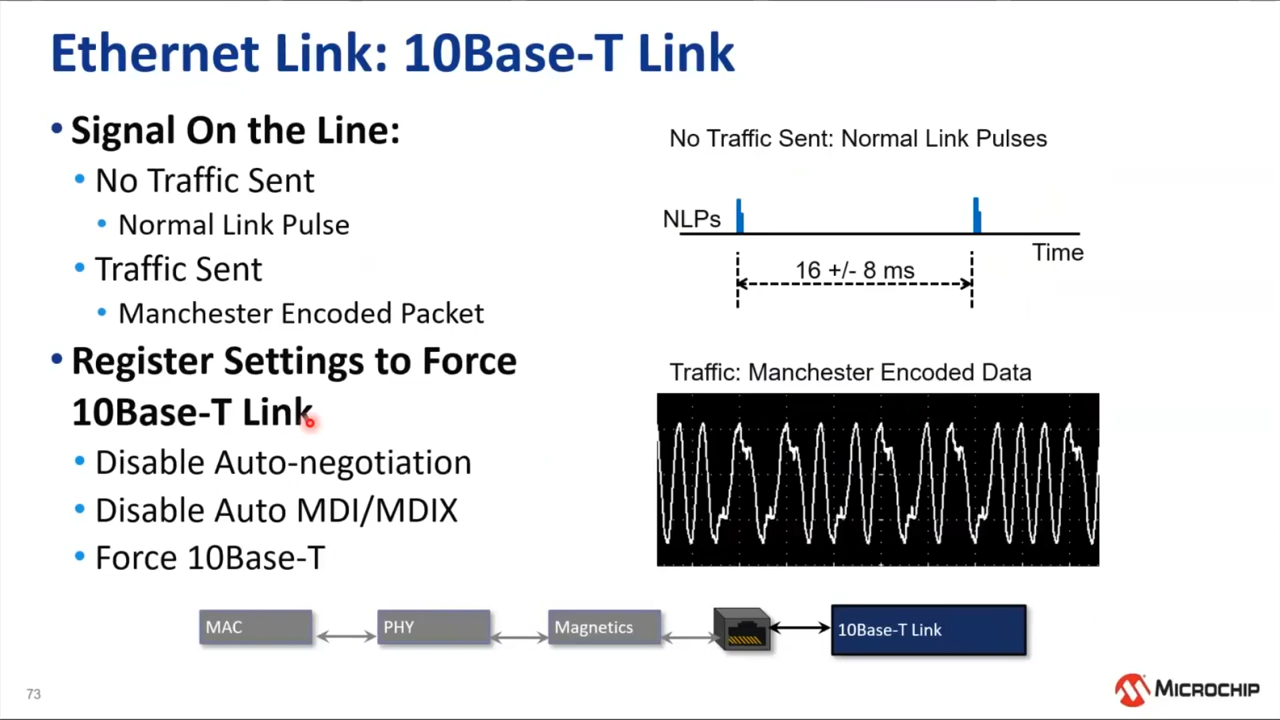 Ethernet Link: 10Base-T Link
• Signal On the Line:
• No Traffic Sent
• Normal Link Pulse
• Traffic Sent
• Manchester Encoded Packet
• Register Settings to Force
10Base-T Link
• Disable Auto-negotiation
• Disable Auto MDI/MDIX
• Force 10Base-T
No Traffic Sent: Normal Link Pulses
NLPs
Time
16 +/- 8 ms
Traffic: Manchester Encoded Data
MAC
PHY
Magnetics
10Base-T Link
73
MICROCHIP